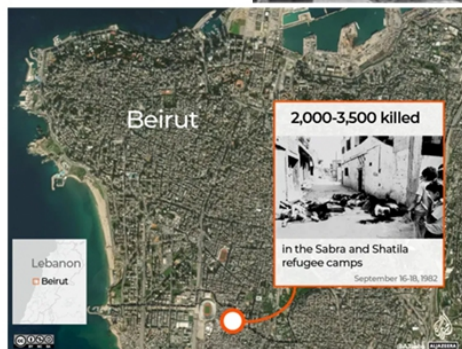 Beirut
2,000-3,500 killed
in the Sabra and Shatila
refugee camps
September 16-18, 1982
Lebanon
Beirut
ALJAZEERA